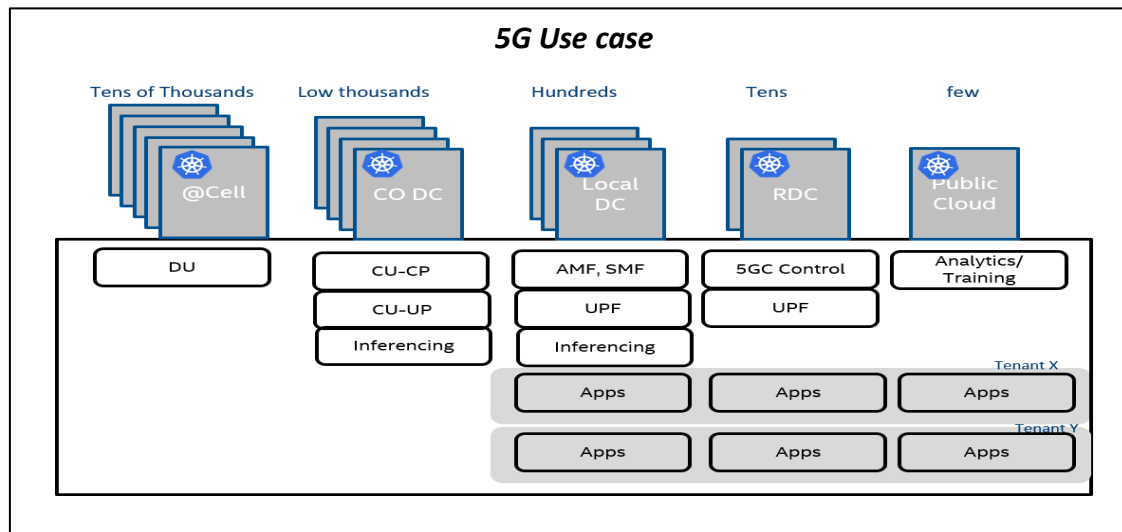 5G Use case
Tens of Thousands
Low thousands
Hundreds
Tens
few
@Cell
CO DC
Local
DC
RDC
Public
Cloud
DU
CU-CP
AMF, SMF
5GC Control
Analytics/
Training
CU-UP
UPF
UPF
Inferencing
Inferencing
Tenant X
Apps
Apps
Apps
Tenant Y
Apps
Apps
Apps